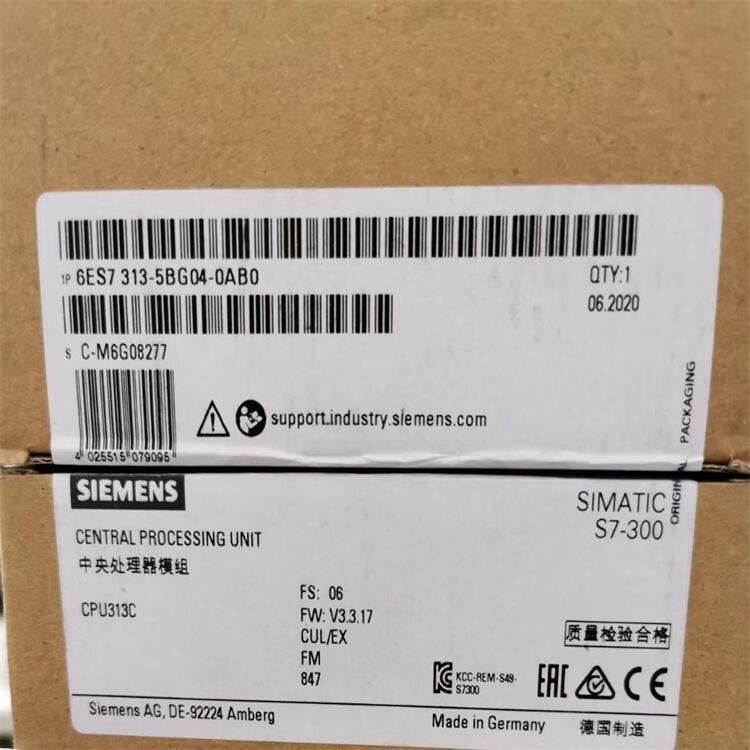 1P 6ES7 313-5BG04-0AB0
QTY:1
06.2020
S C-M6G08277
4 025515 079095
support.industry.siemens.com
ORIGINAL PACKAGING
SIEMENS
SIMATIC
S7-300
CENTRAL PROCESSING UNIT
中央处理器模组
CPU313C
FS: 06
FW: V3.3.17
CUL/EX
FM
847
质量检验合格
KCC-REM-S49-
S7300
EAC
CE
Siemens AG, DE-92224 Amberg
Made in Germany
德国制造